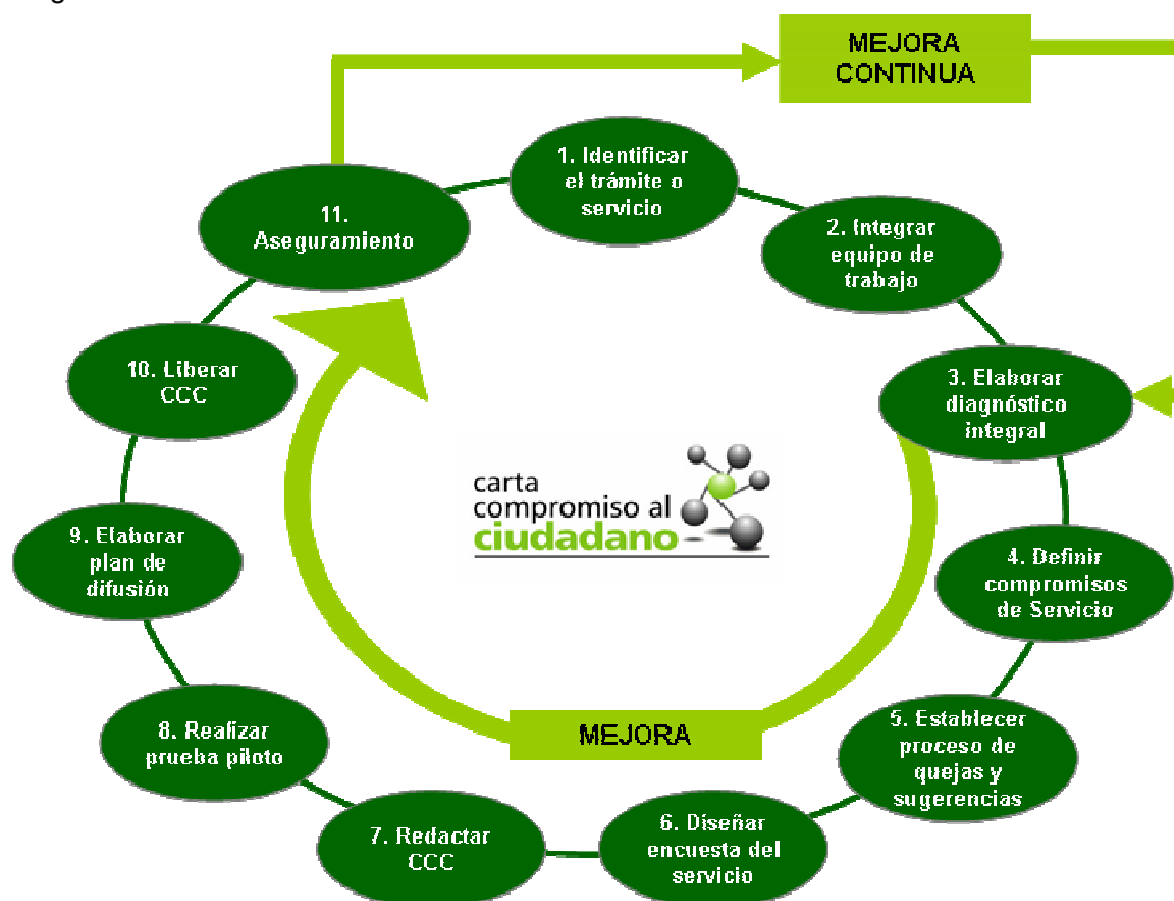 MEJORA
CONTINUA
1. Identificar
el trámite o
servicio
2. Integrar
equipo de
trabajo
3. Elaborar
diagnóstico
integral
4. Definir
compromisos
de Servicio
5. Establecer
proceso de
quejas y
sugerencias
6. Diseñar
encuesta del
servicio
7. Redactar
CCC
8. Realizar
prueba piloto
9. Elaborar
plan de
difusión
10. Liberar
CCC
11.
Aseguramiento
carta
compromiso al
ciudadano
MEJORA